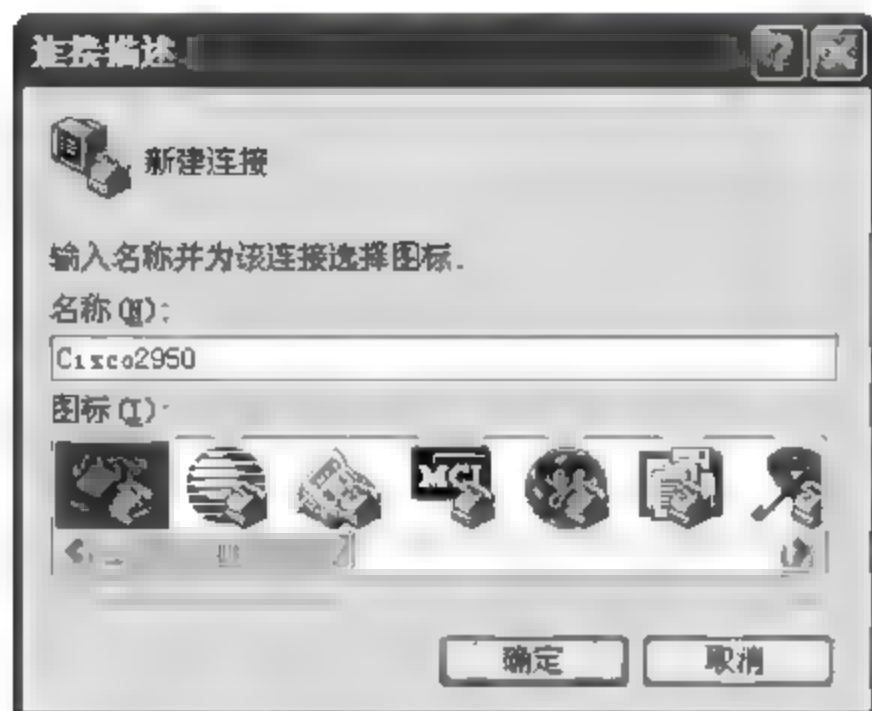 连接描述
新建连接
输入名称并为该连接选择图标.
名称(N):
Cisco2950
图标(I):
MCI
确定
取消